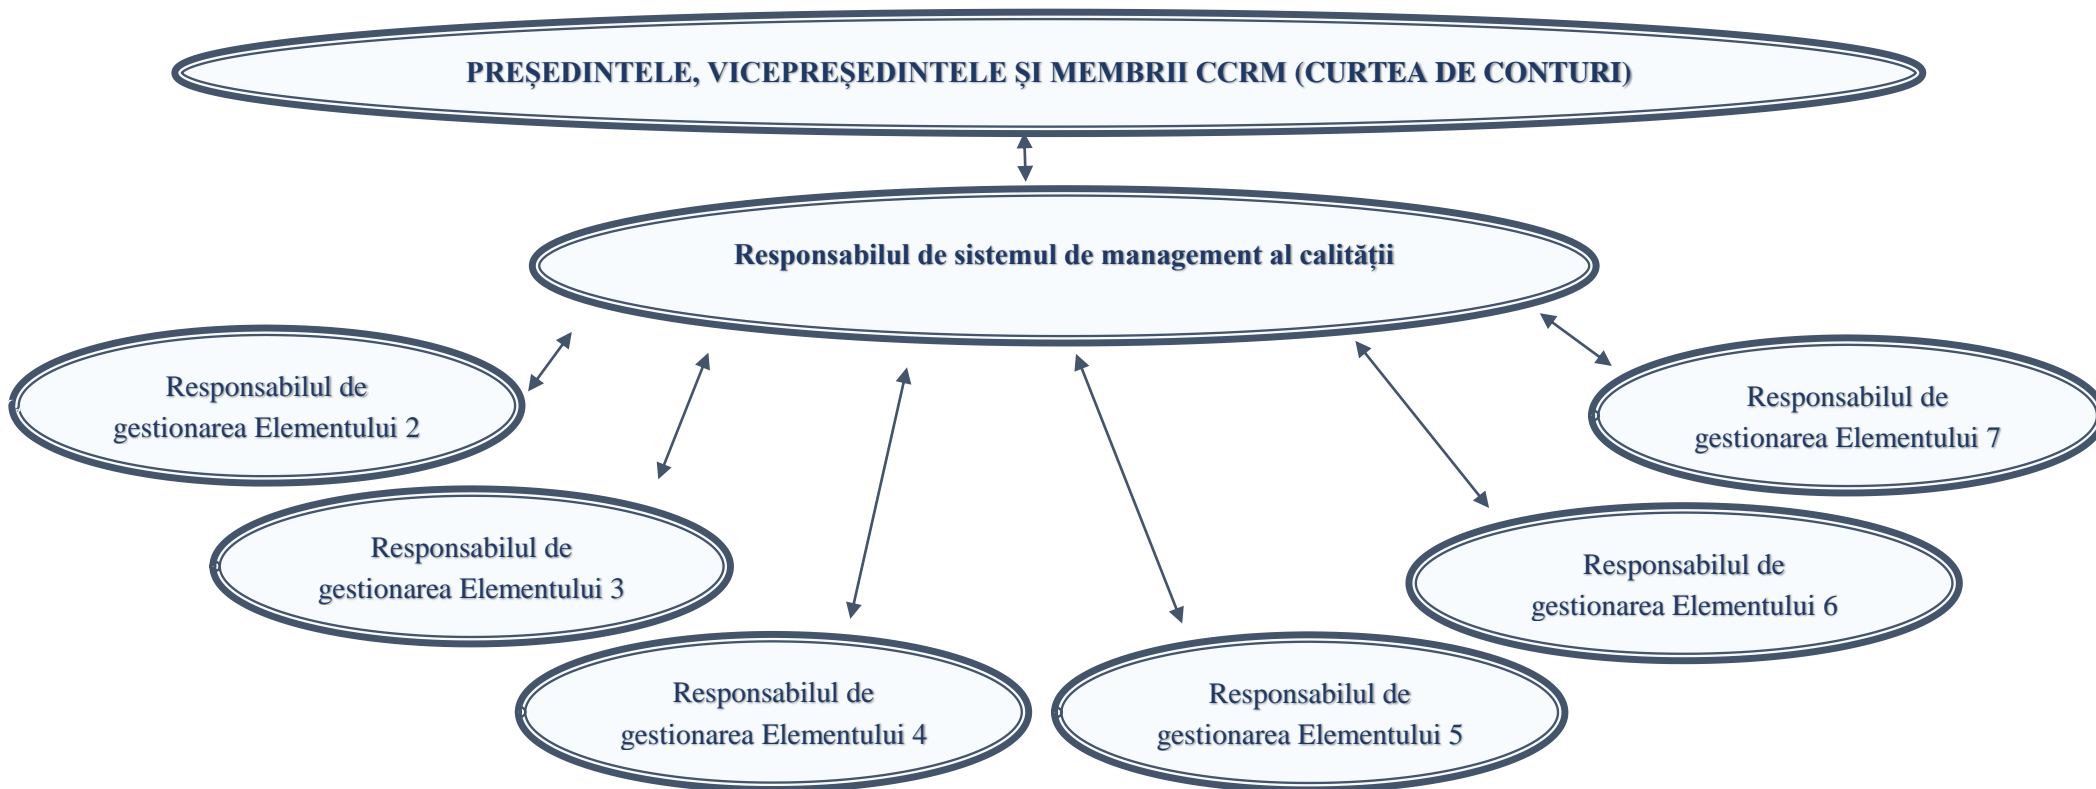 PREȘEDINTELE, VICEPREȘEDINTELE ȘI MEMBRII CCRM (CURTEA DE CONTURI)
Responsabilul de sistemul de management al calității
Responsabilul de
gestionarea Elementului 2
Responsabilul de
gestionarea Elementului 3
Responsabilul de
gestionarea Elementului 4
Responsabilul de
gestionarea Elementului 5
Responsabilul de
gestionarea Elementului 6
Responsabilul de
gestionarea Elementului 7